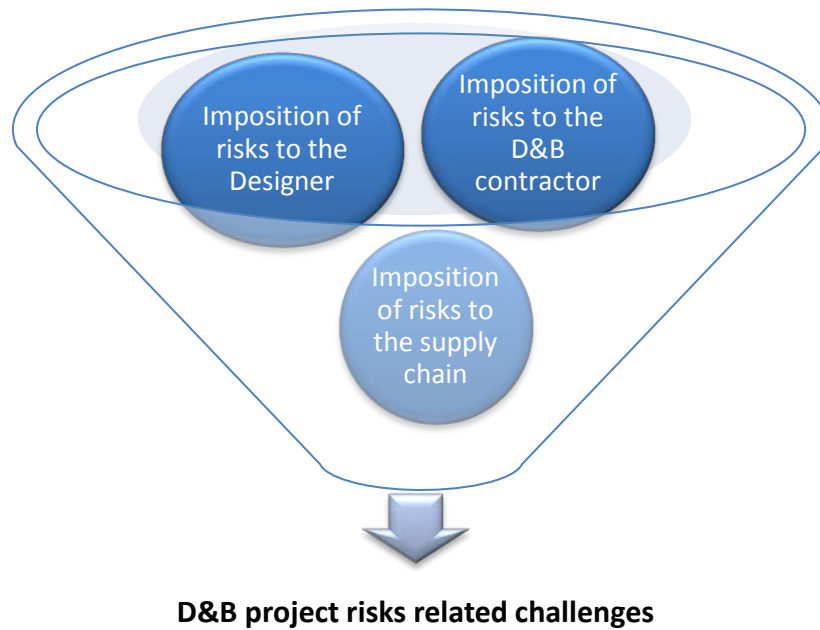 Imposition of
risks to the
Designer
Imposition of
risks to the
D&B
contractor
Imposition
of risks to
the supply
chain
D&B project risks related challenges